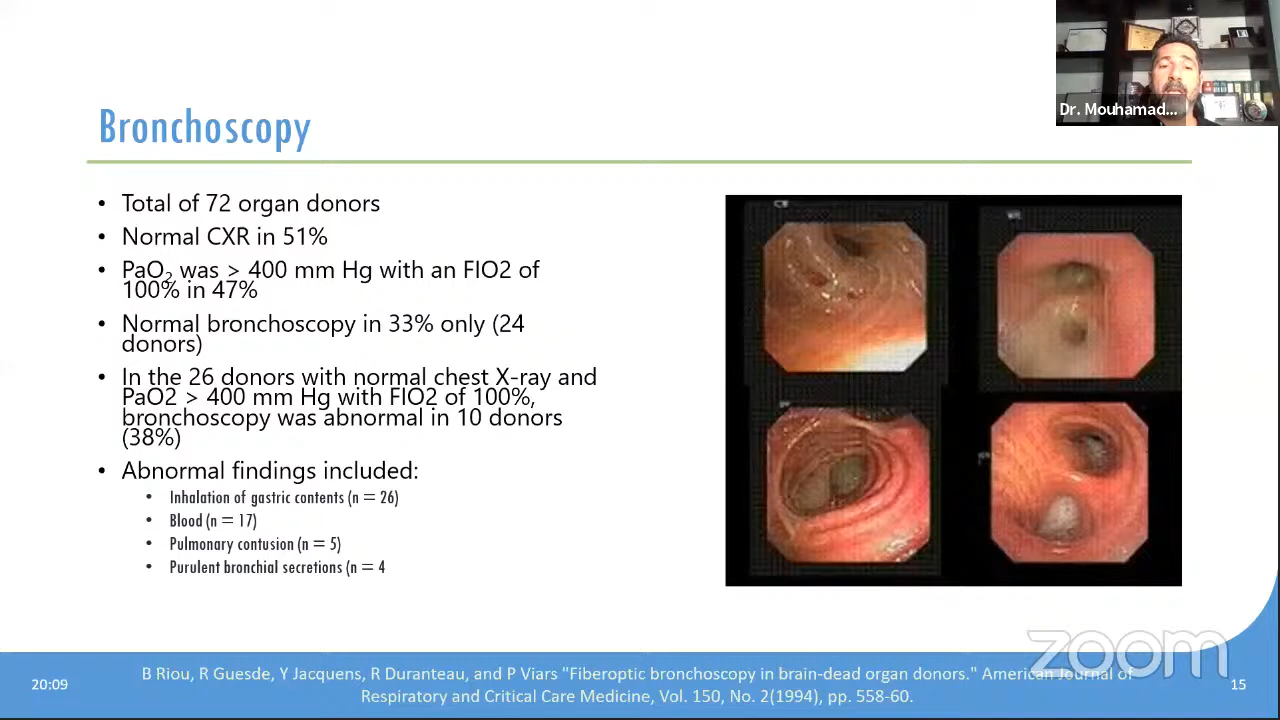 Dr. Mouhamad...
Bronchoscopy
• Total of 72 organ donors
• Normal CXR in 51%
• PaO2 was > 400 mm Hg with an FIO2 of
100% in 47%
• Normal bronchoscopy in 33% only (24
donors)
• In the 26 donors with normal chest X-ray and
PaO2 > 400 mm Hg with FIO2 of 100%,
bronchoscopy was abnormal in 10 donors
(38%)
• Abnormal findings included:
• Inhalation of gastric contents (n = 26)
• Blood (n = 17)
• Pulmonary contusion (n = 5)
• Purulent bronchial secretions (n = 4
zoom
20:09
B Riou, R Guesde, Y Jacquens, R Duranteau, and P Viars "Fiberoptic bronchoscopy in brain-dead organ donors." American Journal of
Respiratory and Critical Care Medicine, Vol. 150, No. 2(1994), pp. 558-60.
15